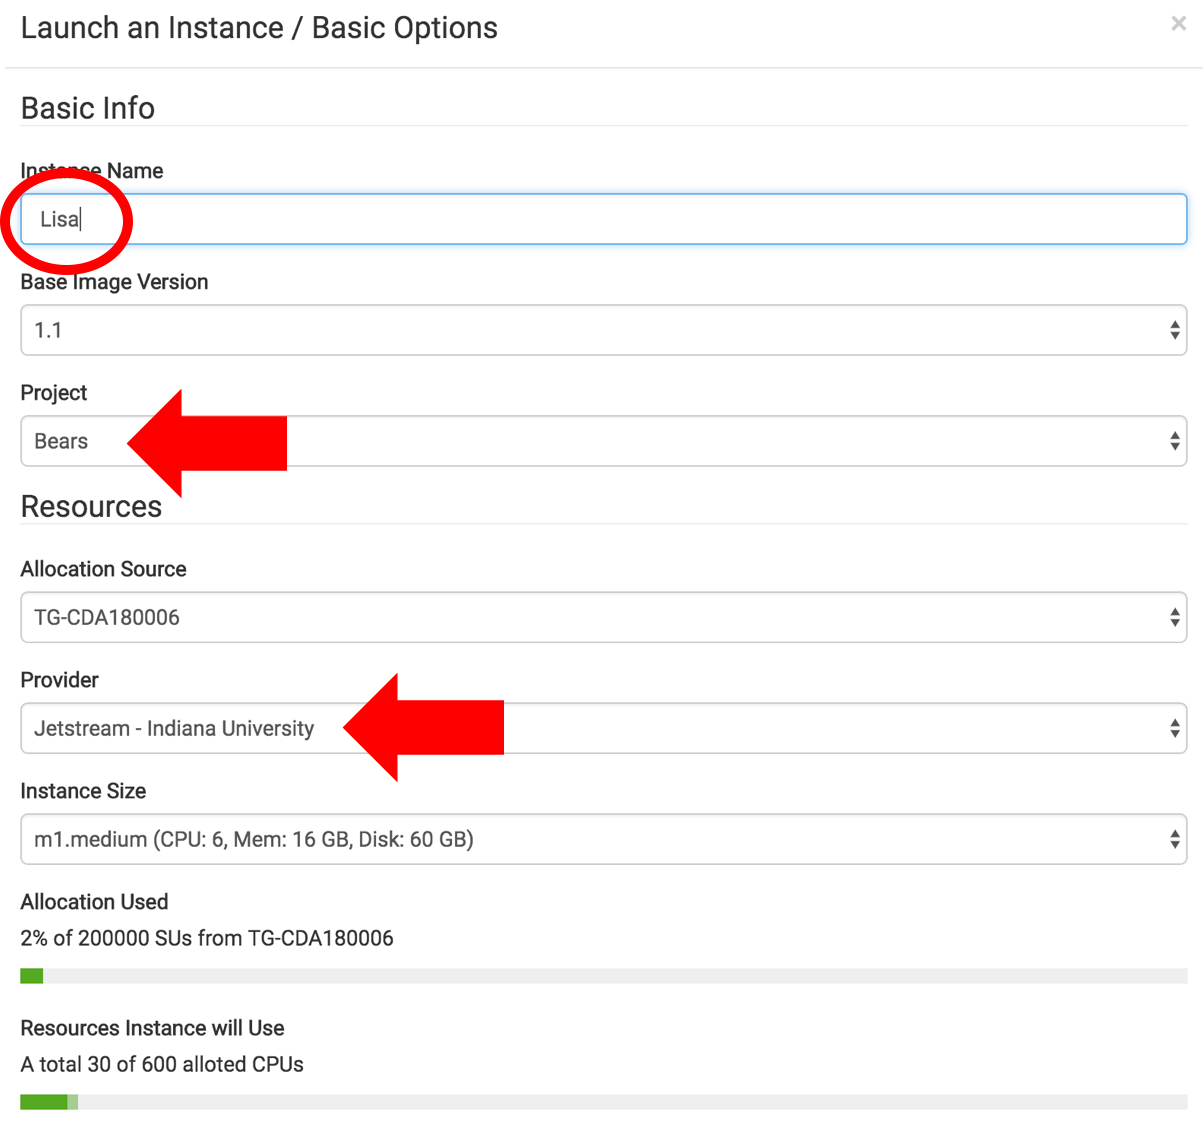 Launch an Instance / Basic Options
×
Basic Info
Instance Name
Lisa
Base Image Version
1.1
Project
Bears
Resources
Allocation Source
TG-CDA180006
Provider
Jetstream - Indiana University
Instance Size
m1.medium (CPU: 6, Mem: 16 GB, Disk: 60 GB)
Allocation Used
2% of 200000 SUs from TG-CDA180006
Resources Instance will Use
A total 30 of 600 alloted CPUs